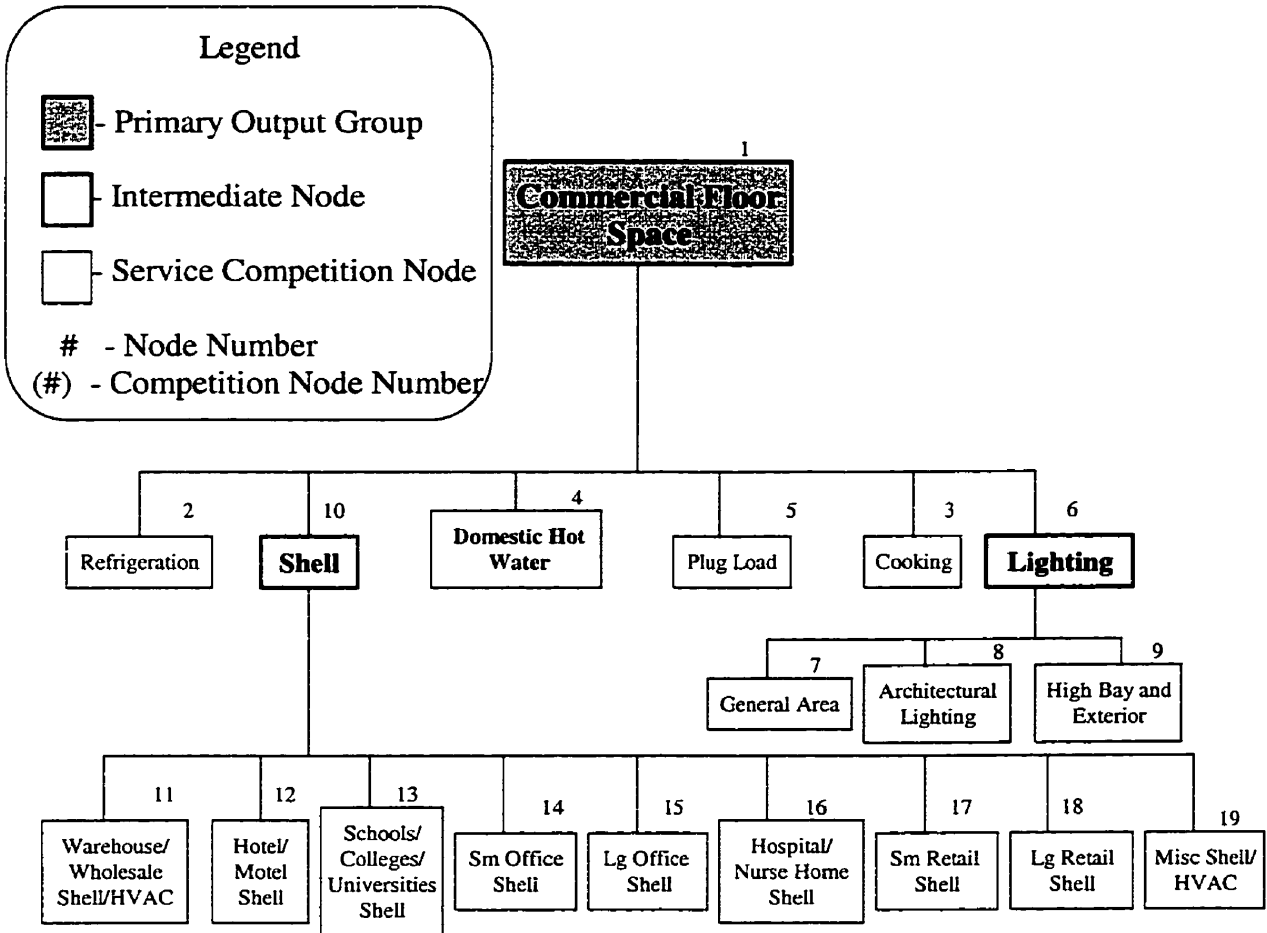 Legend
- Primary Output Group
- Intermediate Node
- Service Competition Node
# - Node Number
(#) - Competition Node Number
1
Commercial Floor
Space
2
10
4
5
3
6
Refrigeration
Shell
Domestic Hot
Water
Plug Load
Cooking
Lighting
7
8
9
General Area
Architectural
Lighting
High Bay and
Exterior
11
12
13
14
15
16
17
18
19
Warehouse/
Wholesale
Shell/HVAC
Hotel/
Motel
Shell
Schools/
Colleges/
Universities
Shell
Sm Office
Shell
Lg Office
Shell
Hospital/
Nurse Home
Shell
Sm Retail
Shell
Lg Retail
Shell
Misc Shell/
HVAC